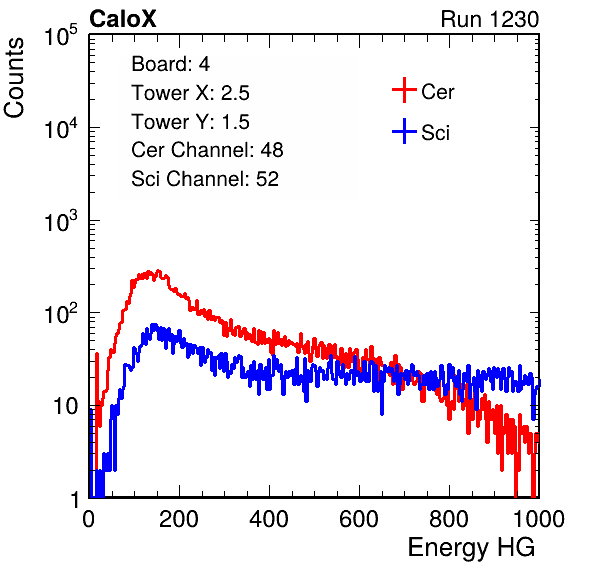 CaloX Run 1230
Counts
10^5
10^4
10^3
10^2
10
1
Board: 4
Tower X: 2.5
Tower Y: 1.5
Cer Channel: 48
Sci Channel: 52
Cer
Sci
0 200 400 600 800 1000
Energy HG